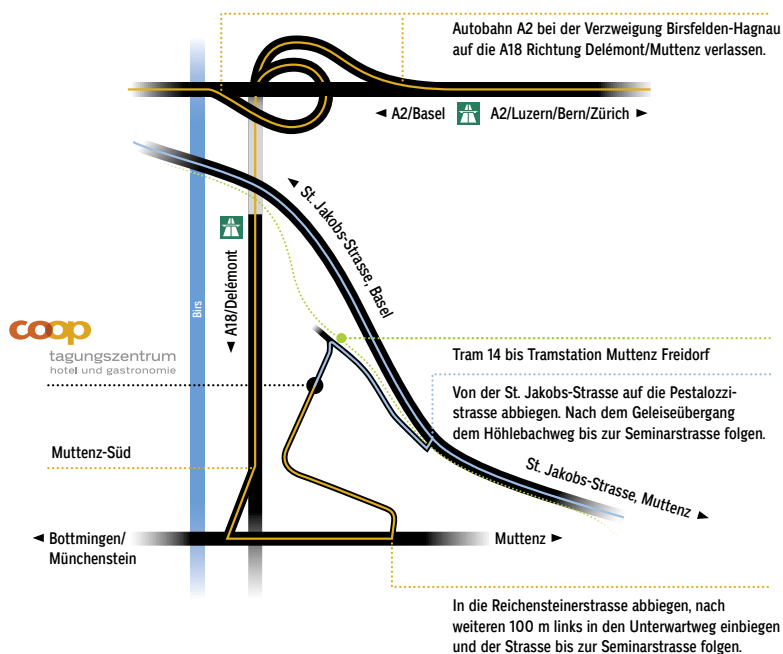 Autobahn A2 bei der Verzweigung Birsfelden-Hagnau
auf die A18 Richtung Delémont/Muttenz verlassen.
◄ A2/Basel
A2/Luzern/Bern/Zürich ►
◄ St. Jakobs-Strasse, Basel
◄ A18/Delémont
Birs
coop
tagungszentrum
hotel und gastronomie
Tram 14 bis Tramstation Muttenz Freidorf
Von der St. Jakobs-Strasse auf die Pestalozzi-
strasse abbiegen. Nach dem Geleiseübergang
dem Höhlebachweg bis zur Seminarstrasse folgen.
Muttenz-Süd
St. Jakobs-Strasse, Muttenz ►
◄ Bottmingen/
Münchenstein
Muttenz ►
In die Reichensteinerstrasse abbiegen, nach
weiteren 100 m links in den Unterwartweg einbiegen
und der Strasse bis zur Seminarstrasse folgen.